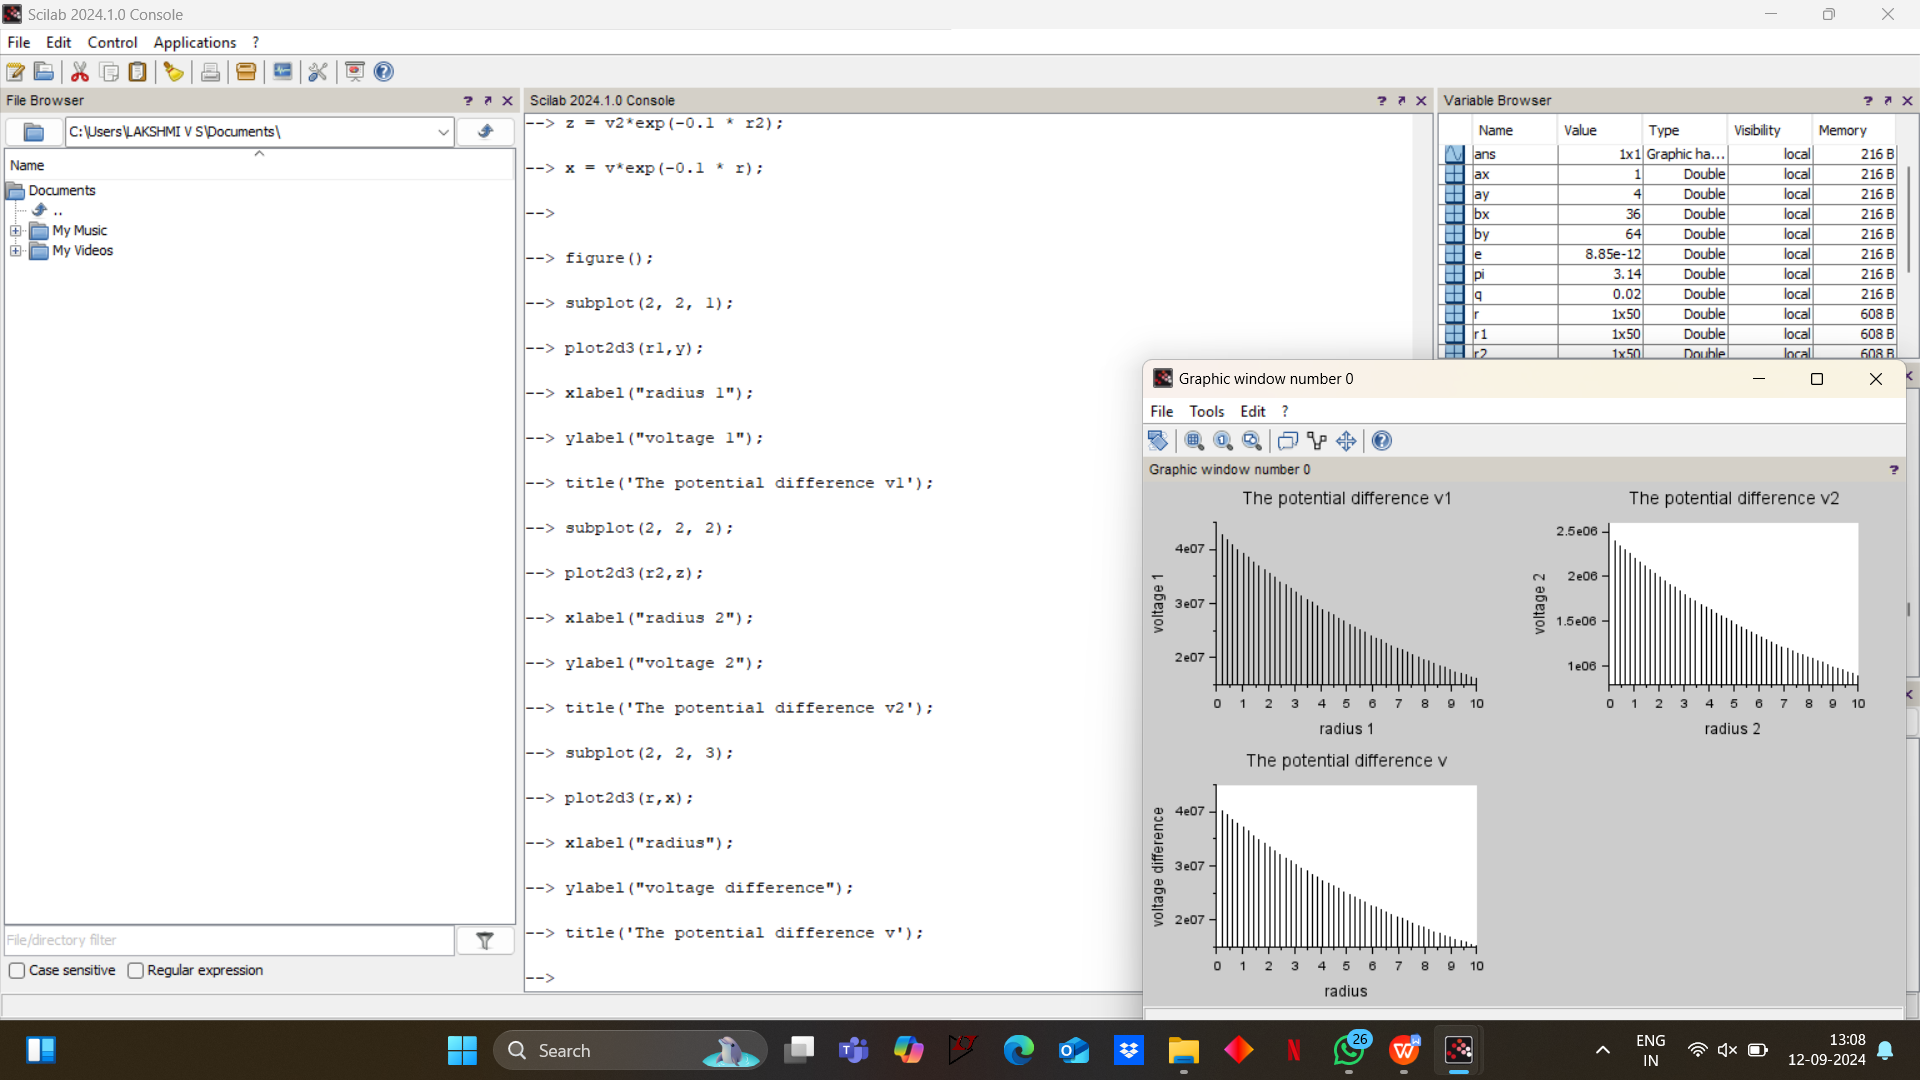 Scilab 2024.1.0 Console
File Edit Control Applications ?
File Browser ? ↗ X
C:\Users\LAKSHMI V S\Documents\
Name
Documents
..
My Music
My Videos
File/directory filter
Case sensitive Regular expression
Scilab 2024.1.0 Console ? ↗ X
--> z = v2*exp(-0.1 * r2);
--> x = v*exp(-0.1 * r);
-->
--> figure();
--> subplot(2, 2, 1);
--> plot2d3(r1,y);
--> xlabel("radius 1");
--> ylabel("voltage 1");
--> title('The potential difference v1');
--> subplot(2, 2, 2);
--> plot2d3(r2,z);
--> xlabel("radius 2");
--> ylabel("voltage 2");
--> title('The potential difference v2');
--> subplot(2, 2, 3);
--> plot2d3(r,x);
--> xlabel("radius");
--> ylabel("voltage difference");
--> title('The potential difference v');
-->
Variable Browser ? ↗ X
Name Value Type Visibility Memory
ans 1x1 Graphic ha... local 216 B
ax 1 Double local 216 B
ay 4 Double local 216 B
bx 36 Double local 216 B
by 64 Double local 216 B
e 8.85e-12 Double local 216 B
pi 3.14 Double local 216 B
q 0.02 Double local 216 B
r 1x50 Double local 608 B
r1 1x50 Double local 608 B
r2 1x50 Double local 608 B
Graphic window number 0
File Tools Edit ?
Graphic window number 0 ?
The potential difference v1
voltage 1
4e07
3e07
2e07
0 1 2 3 4 5 6 7 8 9 10
radius 1
The potential difference v2
voltage 2
2.5e06
2e06
1.5e06
1e06
0 1 2 3 4 5 6 7 8 9 10
radius 2
The potential difference v
voltage difference
4e07
3e07
2e07
0 1 2 3 4 5 6 7 8 9 10
radius
Search
26
ENG
IN
13:08
12-09-2024